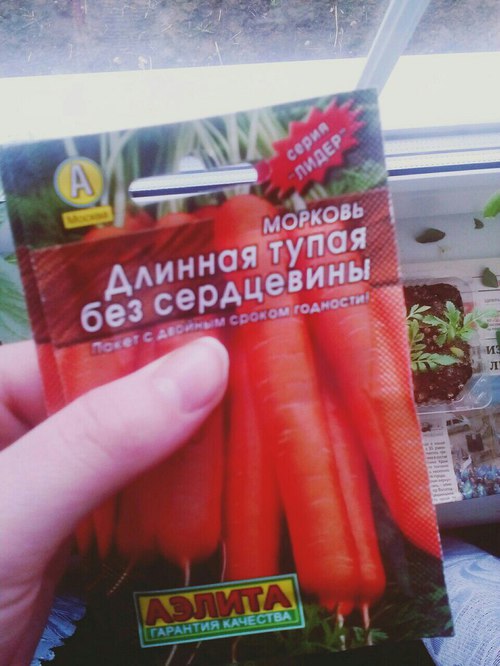 серия
"ЛИДЕР"
А
Москва
МОРКОВЬ
Длинная тупая
без сердцевины
Пакет с двойным сроком годности!
АЭЛИТА
ГАРАНТИЯ КАЧЕСТВА